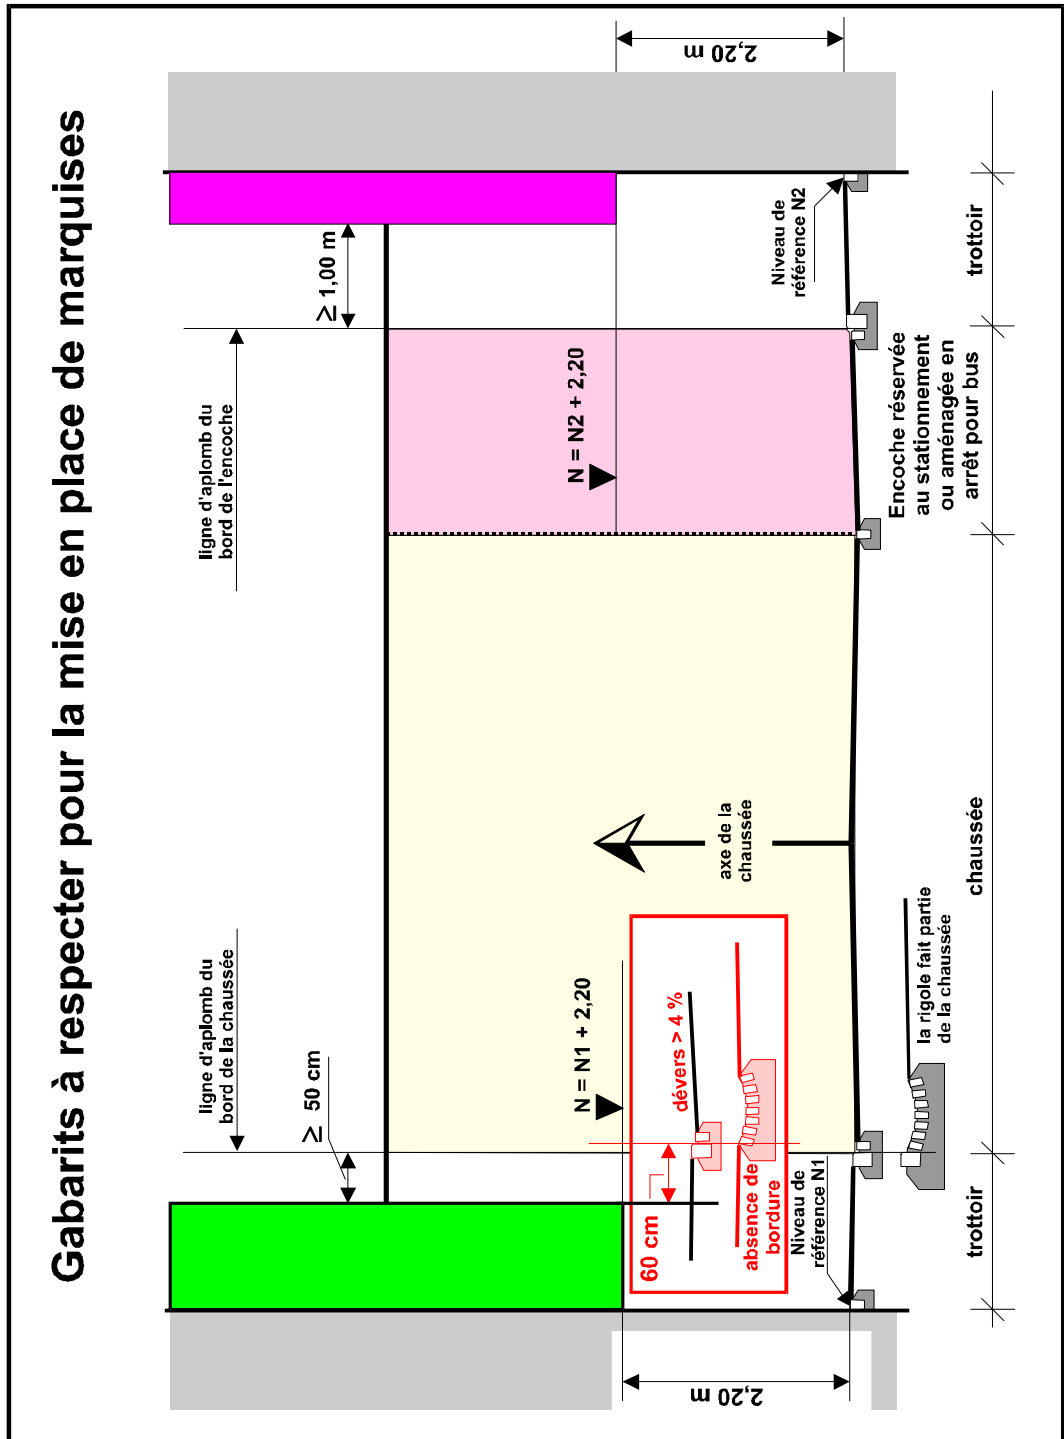 Gabarits à respecter pour la mise en place de marquises
ligne d'aplomb du
bord de la chaussée
ligne d'aplomb du
bord de l'encoche
≥ 50 cm
≥ 1,00 m
N = N1 + 2,20
N = N2 + 2,20
60 cm
dévers > 4 %
absence de
bordure
axe de la
chaussée
2,20 m
2,20 m
Niveau de
référence N1
Niveau de
référence N2
la rigole fait partie
de la chaussée
Encoche réservée
au stationnement
ou aménagée en
arrêt pour bus
trottoir
chaussée
trottoir